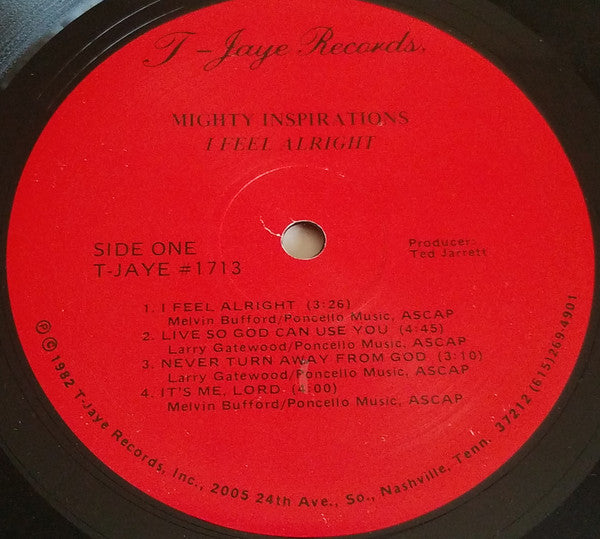 T-Jaye Records.
MIGHTY INSPIRATIONS
I FEEL ALRIGHT
SIDE ONE
T-JAYE #1713
Producer:
Ted Jarrett
1. I FEEL ALRIGHT (3:26)
Melvin Bufford/Poncello Music, ASCAP
2. LIVE SO GOD CAN USE YOU (4:45)
Larry Gatewood/Poncello Music, ASCAP
3. NEVER TURN AWAY FROM GOD (3:10)
Larry Gatewood/Poncello Music, ASCAP
4. IT'S ME, LORD (4:00)
Melvin Bufford/Poncello Music, ASCAP
℗ © 1982 T-Jaye Records, Inc., 2005 24th Ave., So., Nashville, Tenn. 37212 (615)269-4901